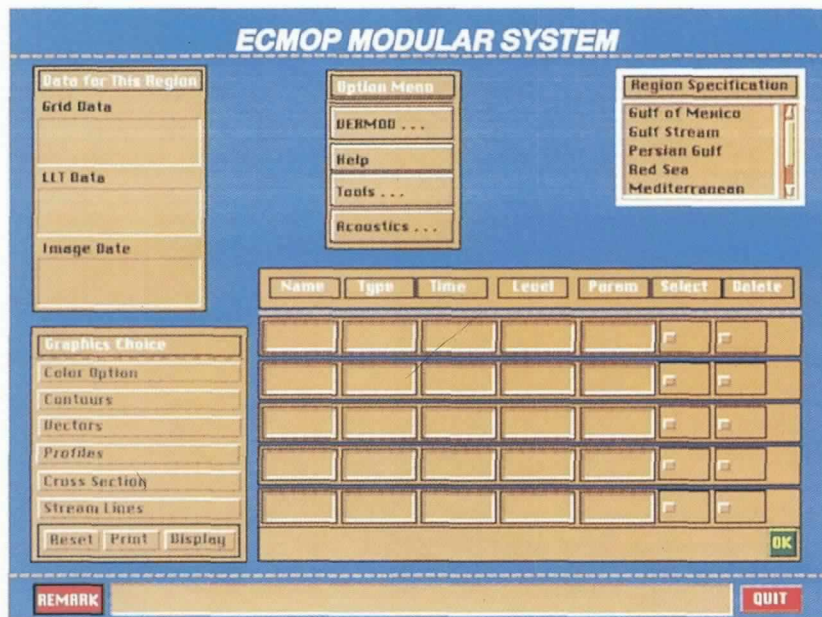 ECMOP MODULAR SYSTEM
Data for This Region
Grid Data
LLT Data
Image Date
Option Menu
DERMOD ...
Help
Tools ...
Acoustics ...
Region Specification
Gulf of Mexico
Gulf Stream
Persian Gulf
Red Sea
Mediterranean
Name Type Time Level Param Select Delete
Graphics Choice
Color Option
Contours
Vectors
Profiles
Cross Section
Stream Lines
Reset Print Display
OK
REMARK
QUIT